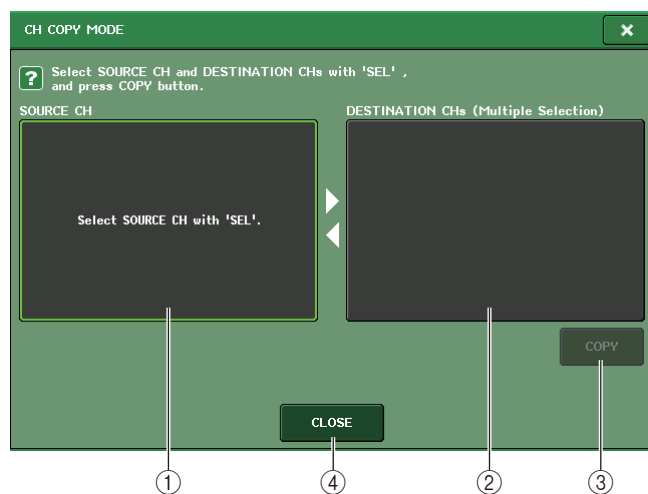 CH COPY MODE
×
? Select SOURCE CH and DESTINATION CHs with 'SEL' ,
and press COPY button.
SOURCE CH
DESTINATION CHs (Multiple Selection)
Select SOURCE CH with 'SEL'.
COPY
CLOSE
① ④ ② ③